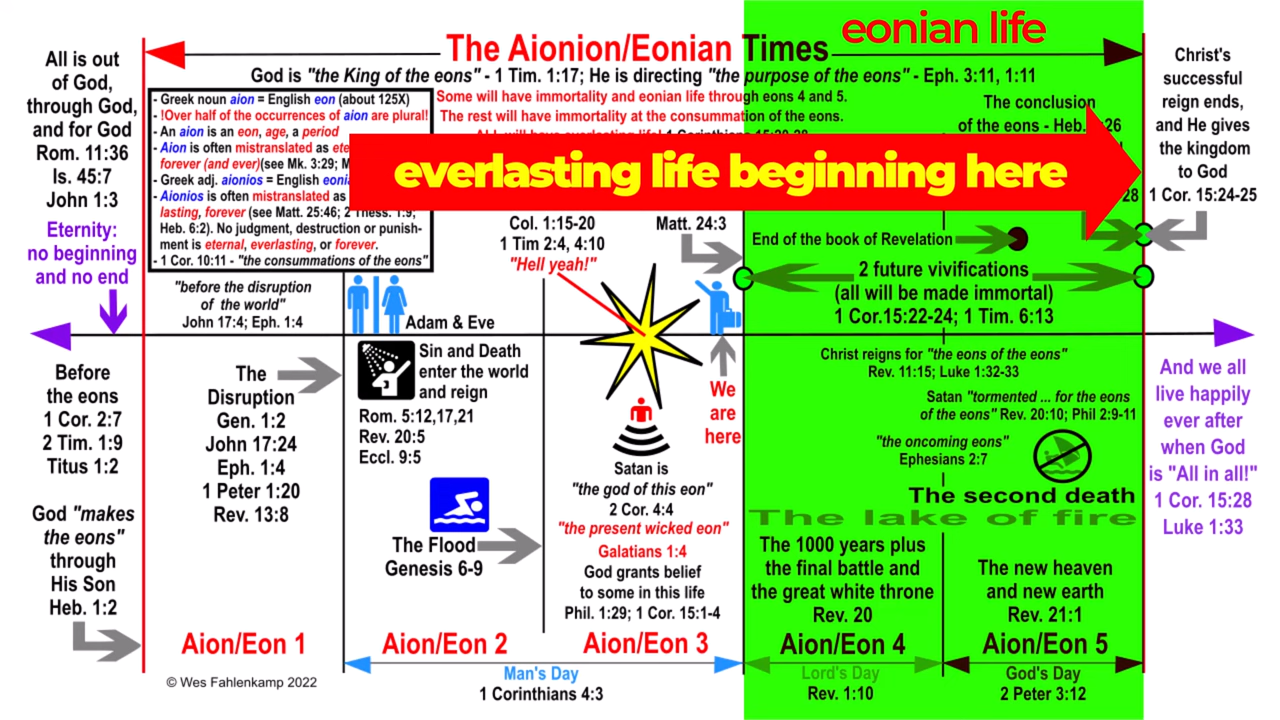 eonian life
The Aionion/Eonian Times
God is "the King of the eons" - 1 Tim. 1:17; He is directing "the purpose of the eons" - Eph. 3:11, 1:11
All is out
of God,
through God,
and for God
Rom. 11:36
Is. 45:7
John 1:3
Eternity:
no beginning
and no end
- Greek noun aion = English eon (about 125X)
- !Over half of the occurrences of aion are plural!
- An aion is an eon, age, a period
- Aion is often mistranslated as
forever (and ever)(see Mk. 3:29;
- Greek adj. aionios = English
- Aionios is often mistranslated as
lasting, forever (see Matt. 25:46; 2 Thess. 1:9;
Heb. 6:2). No judgment, destruction or punish-
ment is eternal, everlasting, or forever.
- 1 Cor. 10:11 - "the consummations of the eons"
Some will have immortality and eonian life through eons 4 and 5.
The rest will have immortality at the consummation of the eons.
The conclusion
of the eons - Heb.
everlasting life beginning here
Christ's
successful
reign ends,
and He gives
the kingdom
to God
1 Cor. 15:24-25
Col. 1:15-20
1 Tim 2:4, 4:10
"Hell yeah!"
Matt. 24:3
End of the book of Revelation
2 future vivifications
(all will be made immortal)
1 Cor.15:22-24; 1 Tim. 6:13
"before the disruption
of the world"
John 17:4; Eph. 1:4
Adam & Eve
Before
the eons
1 Cor. 2:7
2 Tim. 1:9
Titus 1:2
God "makes
the eons"
through
His Son
Heb. 1:2
The
Disruption
Gen. 1:2
John 17:24
Eph. 1:4
1 Peter 1:20
Rev. 13:8
Sin and Death
enter the world
and reign
Rom. 5:12,17,21
Rev. 20:5
Eccl. 9:5
The Flood
Genesis 6-9
Satan is
"the god of this eon"
2 Cor. 4:4
"the present wicked eon"
Galatians 1:4
God grants belief
to some in this life
Phil. 1:29; 1 Cor. 15:1-4
We
are
here
Christ reigns for "the eons of the eons"
Rev. 11:15; Luke 1:32-33
Satan "tormented ... for the eons
of the eons" Rev. 20:10; Phil 2:9-11
"the oncoming eons"
Ephesians 2:7
The second death
The lake of fire
The 1000 years plus
the final battle and
the great white throne
Rev. 20
The new heaven
and new earth
Rev. 21:1
And we all
live happily
ever after
when God
is "All in all!"
1 Cor. 15:28
Luke 1:33
Aion/Eon 1
Aion/Eon 2
Aion/Eon 3
Aion/Eon 4
Aion/Eon 5
Man's Day
1 Corinthians 4:3
Lord's Day
Rev. 1:10
God's Day
2 Peter 3:12
© Wes Fahlenkamp 2022